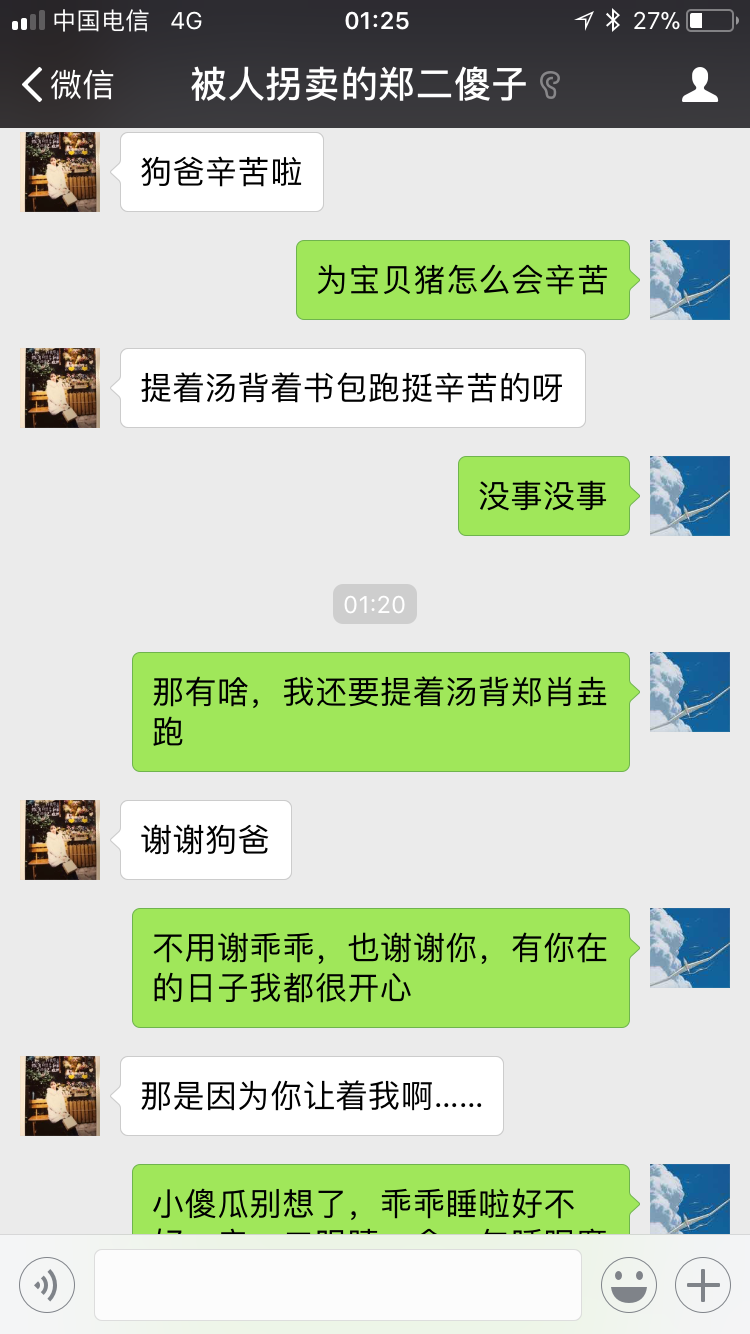 中国电信 4G 01:25 27%
微信 被人拐卖的郑二傻子
狗爸辛苦啦
为宝贝猪怎么会辛苦
提着汤背着书包跑挺辛苦的呀
没事没事
01:20
那有啥，我还要提着汤背郑肖垚
跑
谢谢狗爸
不用谢乖乖，也谢谢你，有你在
的日子我都很开心
那是因为你让着我啊……
小傻瓜别想了，乖乖睡啦好不